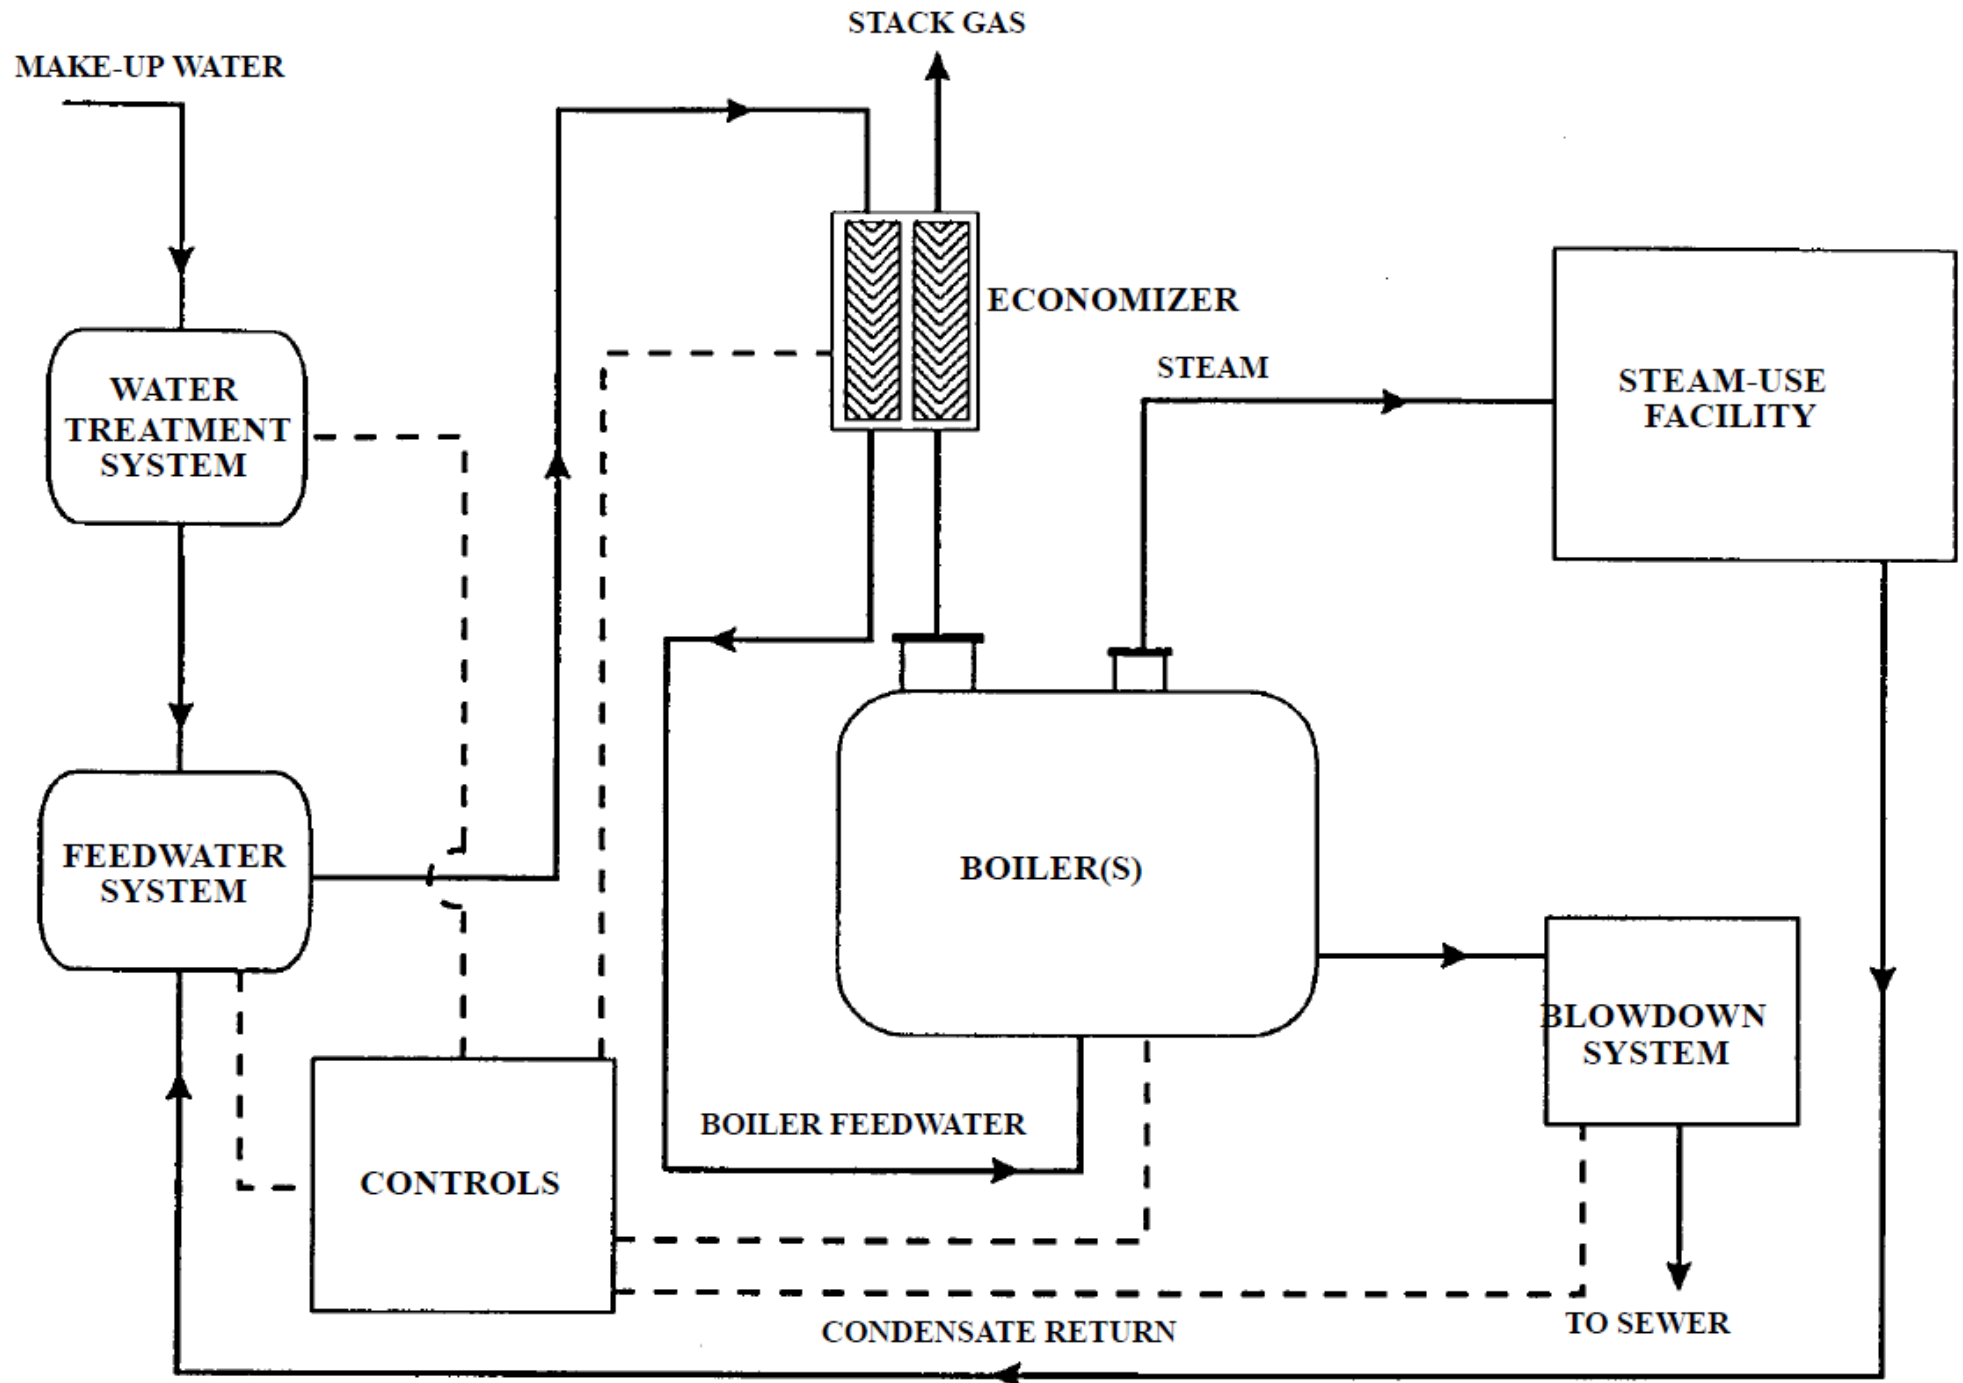 STACK GAS
MAKE-UP WATER
ECONOMIZER
STEAM
STEAM-USE
FACILITY
WATER
TREATMENT
SYSTEM
FEEDWATER
SYSTEM
BOILER(S)
BLOWDOWN
SYSTEM
BOILER FEEDWATER
CONTROLS
TO SEWER
CONDENSATE RETURN